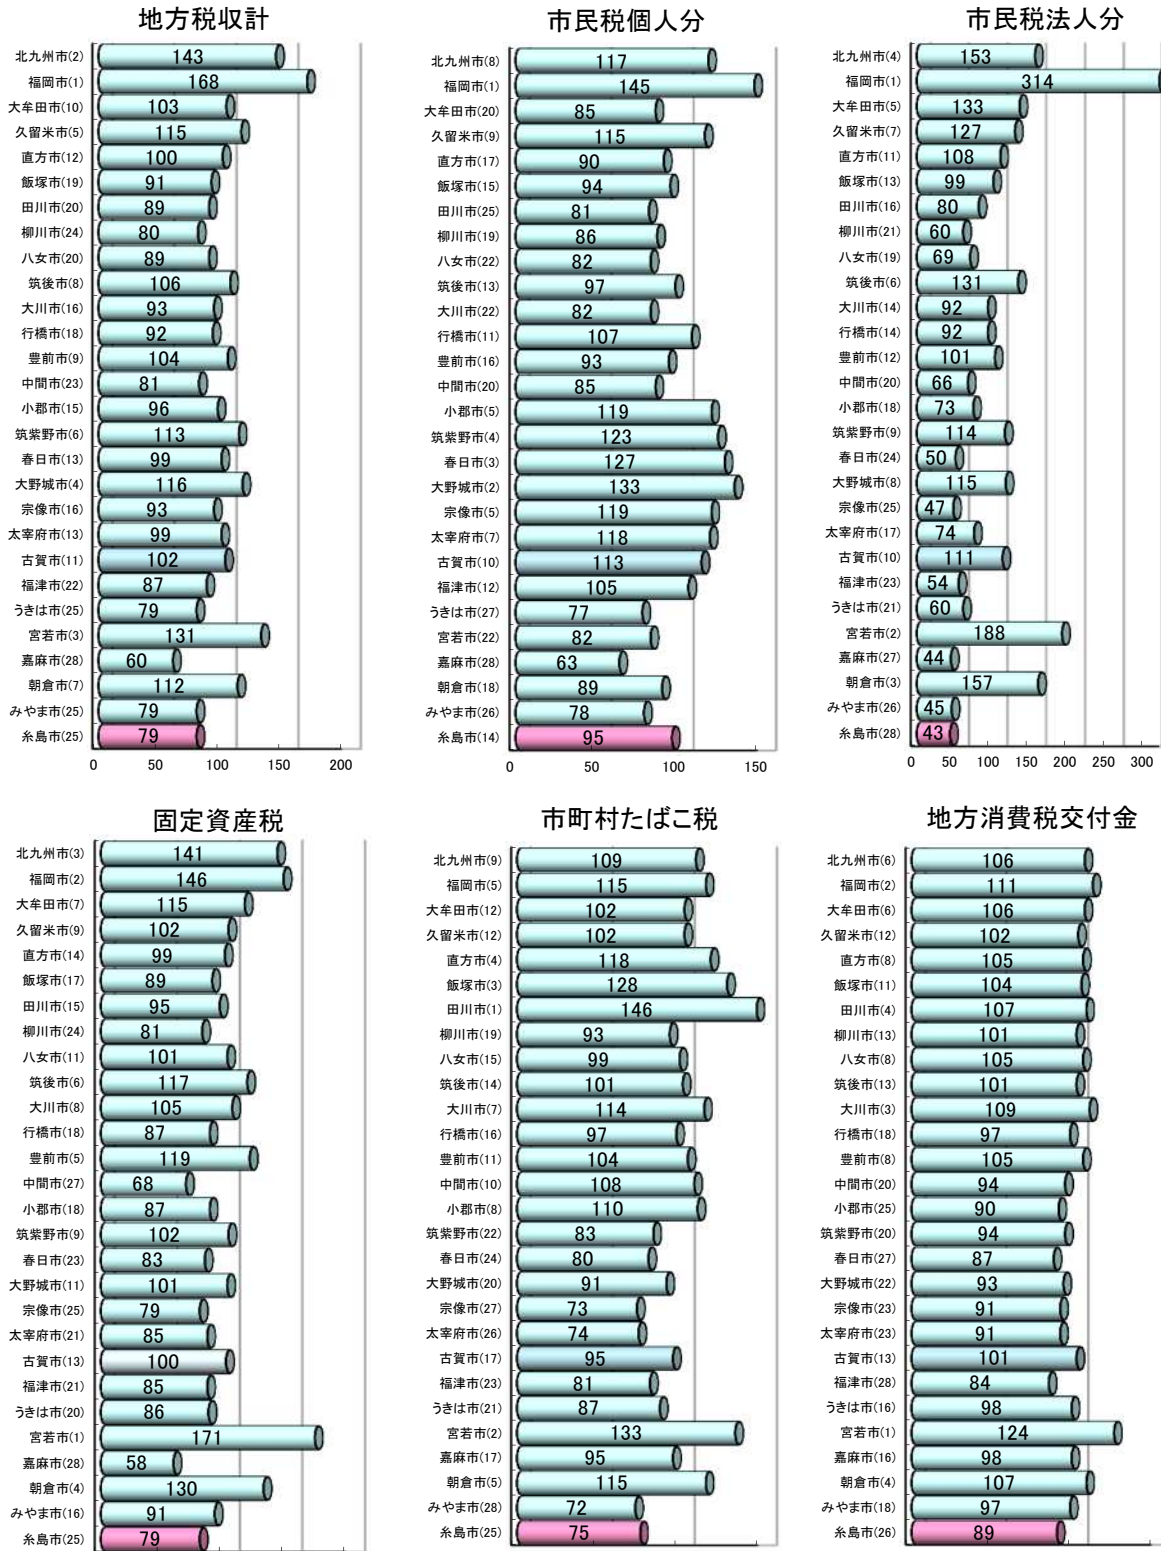 地方税収計
北九州市(2) 143
福岡市(1) 168
大牟田市(10) 103
久留米市(5) 115
直方市(12) 100
飯塚市(19) 91
田川市(20) 89
柳川市(24) 80
八女市(20) 89
筑後市(8) 106
大川市(16) 93
行橋市(18) 92
豊前市(9) 104
中間市(23) 81
小郡市(15) 96
筑紫野市(6) 113
春日市(13) 99
大野城市(4) 116
宗像市(16) 93
太宰府市(13) 99
古賀市(11) 102
福津市(22) 87
うきは市(25) 79
宮若市(3) 131
嘉麻市(28) 60
朝倉市(7) 112
みやま市(25) 79
糸島市(25) 79
0 50 100 150 200
市民税個人分
北九州市(8) 117
福岡市(1) 145
大牟田市(20) 85
久留米市(9) 115
直方市(17) 90
飯塚市(15) 94
田川市(25) 81
柳川市(19) 86
八女市(22) 82
筑後市(13) 97
大川市(22) 82
行橋市(11) 107
豊前市(16) 93
中間市(20) 85
小郡市(5) 119
筑紫野市(4) 123
春日市(3) 127
大野城市(2) 133
宗像市(5) 119
太宰府市(7) 118
古賀市(10) 113
福津市(12) 105
うきは市(27) 77
宮若市(22) 82
嘉麻市(28) 63
朝倉市(18) 89
みやま市(26) 78
糸島市(14) 95
0 50 100 150
市民税法人分
北九州市(4) 153
福岡市(1) 314
大牟田市(5) 133
久留米市(7) 127
直方市(11) 108
飯塚市(13) 99
田川市(16) 80
柳川市(21) 60
八女市(19) 69
筑後市(6) 131
大川市(14) 92
行橋市(14) 92
豊前市(12) 101
中間市(20) 66
小郡市(18) 73
筑紫野市(9) 114
春日市(24) 50
大野城市(8) 115
宗像市(25) 47
太宰府市(17) 74
古賀市(10) 111
福津市(23) 54
うきは市(21) 60
宮若市(2) 188
嘉麻市(27) 44
朝倉市(3) 157
みやま市(26) 45
糸島市(28) 43
0 50 100 150 200 250 300
固定資産税
北九州市(3) 141
福岡市(2) 146
大牟田市(7) 115
久留米市(9) 102
直方市(14) 99
飯塚市(17) 89
田川市(15) 95
柳川市(24) 81
八女市(11) 101
筑後市(6) 117
大川市(8) 105
行橋市(18) 87
豊前市(5) 119
中間市(27) 68
小郡市(18) 87
筑紫野市(9) 102
春日市(23) 83
大野城市(11) 101
宗像市(25) 79
太宰府市(21) 85
古賀市(13) 100
福津市(21) 85
うきは市(20) 86
宮若市(1) 171
嘉麻市(28) 58
朝倉市(4) 130
みやま市(16) 91
糸島市(25) 79
市町村たばこ税
北九州市(9) 109
福岡市(5) 115
大牟田市(12) 102
久留米市(12) 102
直方市(4) 118
飯塚市(3) 128
田川市(1) 146
柳川市(19) 93
八女市(15) 99
筑後市(14) 101
大川市(7) 114
行橋市(16) 97
豊前市(11) 104
中間市(10) 108
小郡市(8) 110
筑紫野市(22) 83
春日市(24) 80
大野城市(20) 91
宗像市(27) 73
太宰府市(26) 74
古賀市(17) 95
福津市(23) 81
うきは市(21) 87
宮若市(2) 133
嘉麻市(17) 95
朝倉市(5) 115
みやま市(28) 72
糸島市(25) 75
地方消費税交付金
北九州市(6) 106
福岡市(2) 111
大牟田市(6) 106
久留米市(12) 102
直方市(8) 105
飯塚市(11) 104
田川市(4) 107
柳川市(13) 101
八女市(8) 105
筑後市(13) 101
大川市(3) 109
行橋市(18) 97
豊前市(8) 105
中間市(20) 94
小郡市(25) 90
筑紫野市(20) 94
春日市(27) 87
大野城市(22) 93
宗像市(23) 91
太宰府市(23) 91
古賀市(13) 101
福津市(28) 84
うきは市(16) 98
宮若市(1) 124
嘉麻市(16) 98
朝倉市(4) 107
みやま市(18) 97
糸島市(26) 89